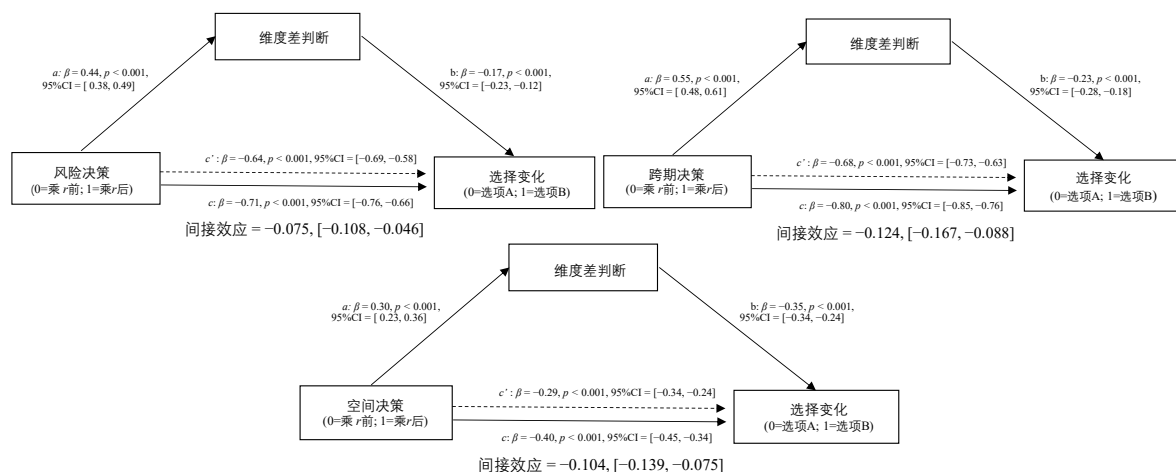 维度差判断
a: β = 0.44, p < 0.001,
95%CI = [ 0.38, 0.49]
b: β = −0.17, p < 0.001,
95%CI = [−0.23, −0.12]
风险决策
(0=乘 r前; 1=乘r后)
c' : β = −0.64, p < 0.001, 95%CI = [−0.69, −0.58]
c: β = −0.71, p < 0.001, 95%CI = [−0.76, −0.66]
选择变化
(0=选项A; 1=选项B)
间接效应 = −0.075, [−0.108, −0.046]
维度差判断
a: β = 0.55, p < 0.001,
95%CI = [ 0.48, 0.61]
b: β = −0.23, p < 0.001,
95%CI = [−0.28, −0.18]
跨期决策
(0=乘 r前; 1=乘r后)
c' : β = −0.68, p < 0.001, 95%CI = [−0.73, −0.63]
c: β = −0.80, p < 0.001, 95%CI = [−0.85, −0.76]
选择变化
(0=选项A; 1=选项B)
间接效应 = −0.124, [−0.167, −0.088]
维度差判断
a: β = 0.30, p < 0.001,
95%CI = [ 0.23, 0.36]
b: β = −0.35, p < 0.001,
95%CI = [−0.34, −0.24]
空间决策
(0=乘 r前; 1=乘r后)
c' : β = −0.29, p < 0.001, 95%CI = [−0.34, −0.24]
c: β = −0.40, p < 0.001, 95%CI = [−0.45, −0.34]
选择变化
(0=选项A; 1=选项B)
间接效应 = −0.104, [−0.139, −0.075]